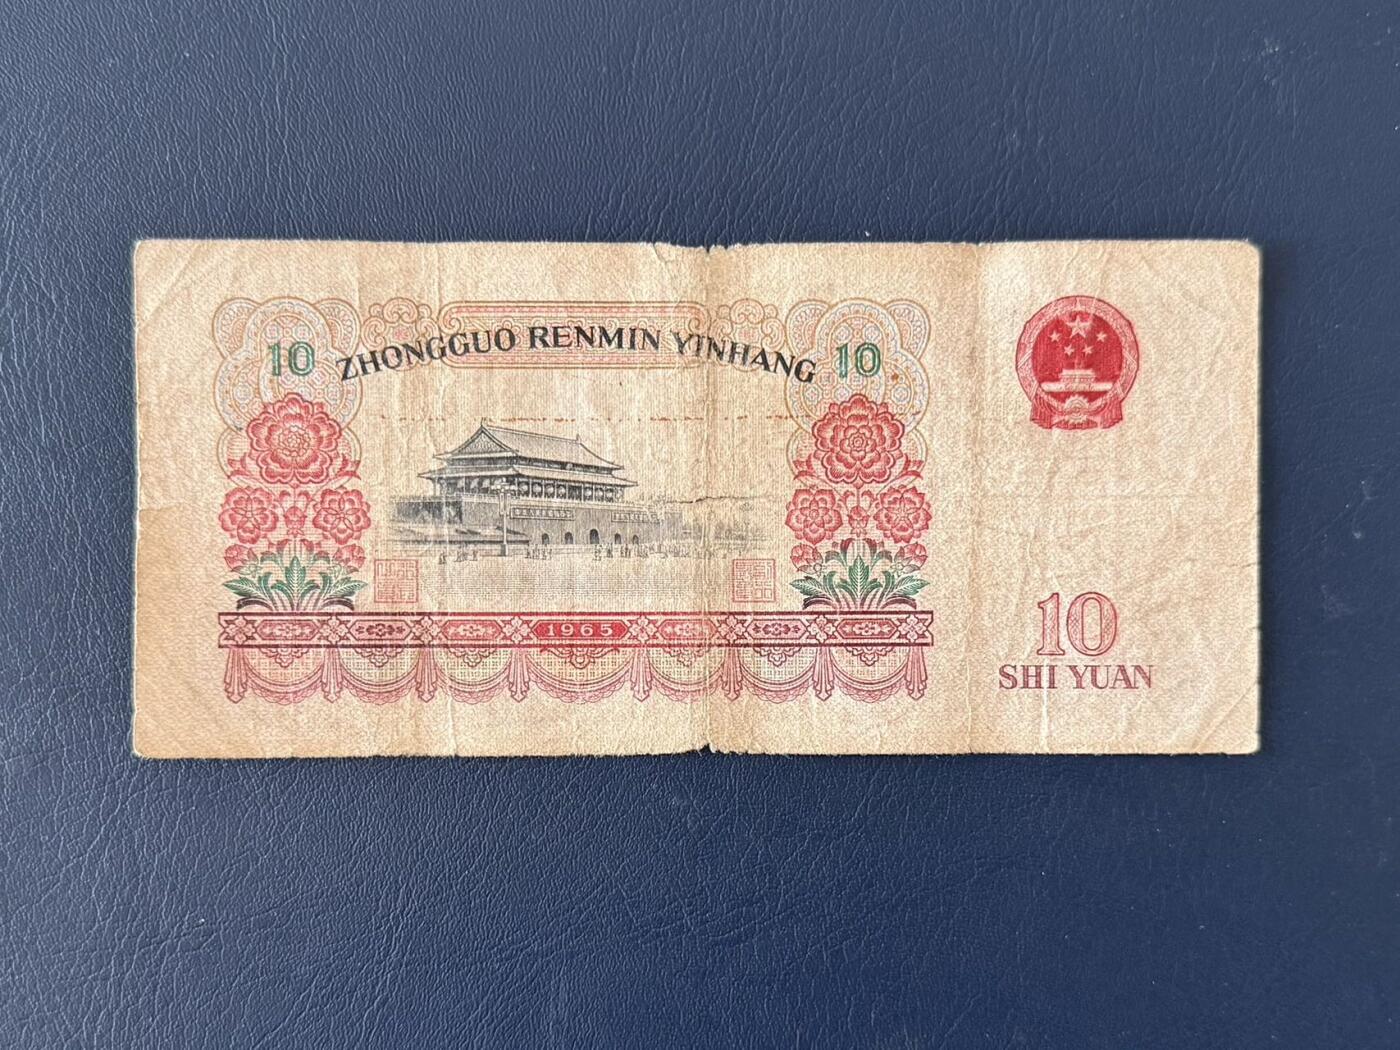 10 ZHONGGUO RENMIN YINHANG 10
1965
10
SHI YUAN